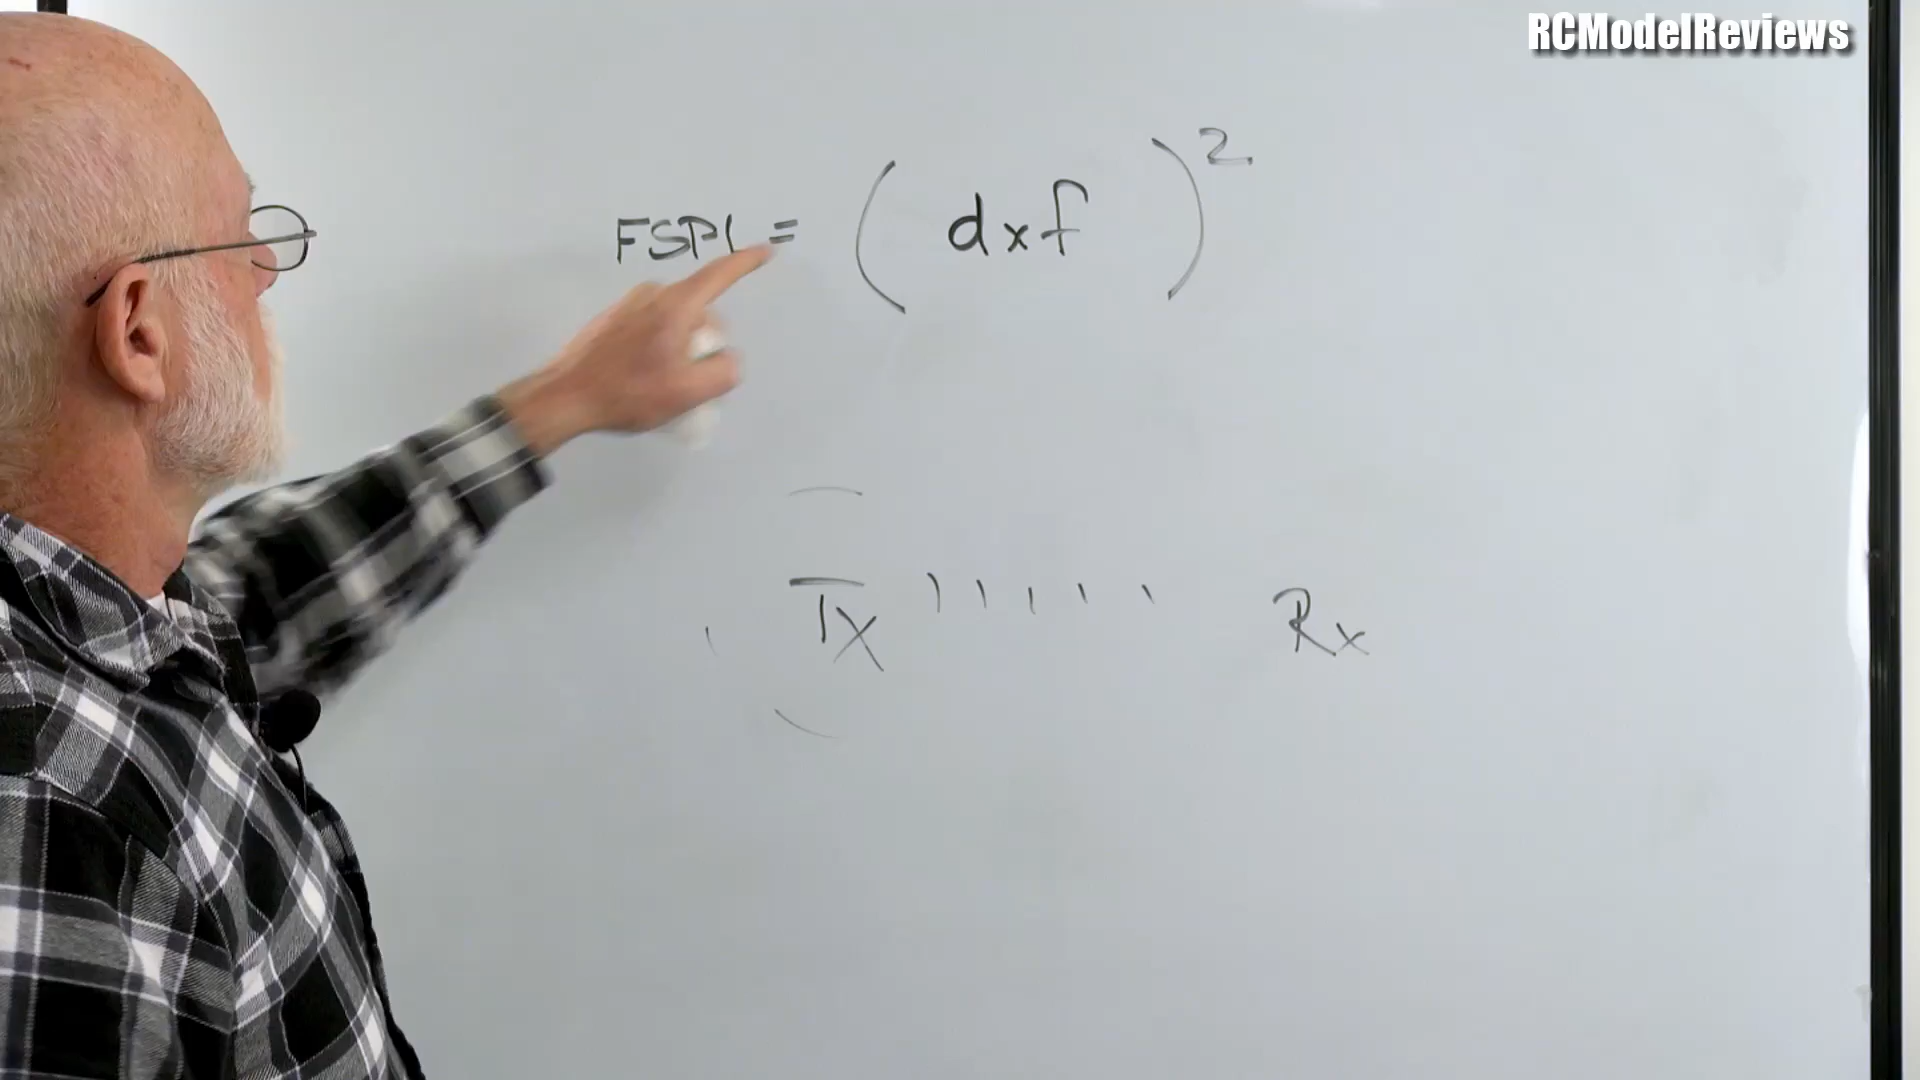 RCModelReviews
FSPL = ( d x f )²
Tx Rx